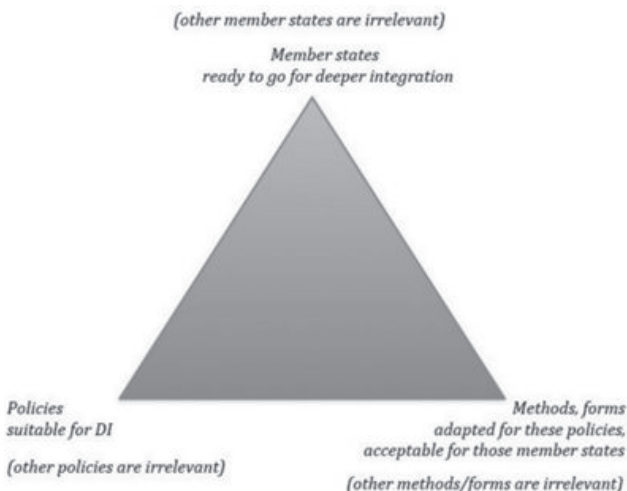 (other member states are irrelevant)
Member states
ready to go for deeper integration
Policies
suitable for DI
(other policies are irrelevant)
Methods, forms
adapted for these policies,
acceptable for those member states
(other methods/forms are irrelevant)